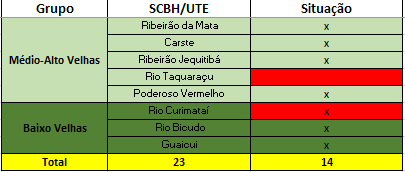 Grupo SCBH/UTE Situação
Ribeirão da Mata x
Carste x
Médio-Alto Velhas Ribeirão Jequitibá x
Rio Taquaraçu
Poderoso Vermelho x
Rio Curimataí x
Baixo Velhas Rio Bicudo x
Guaicuí x
Total 23 14